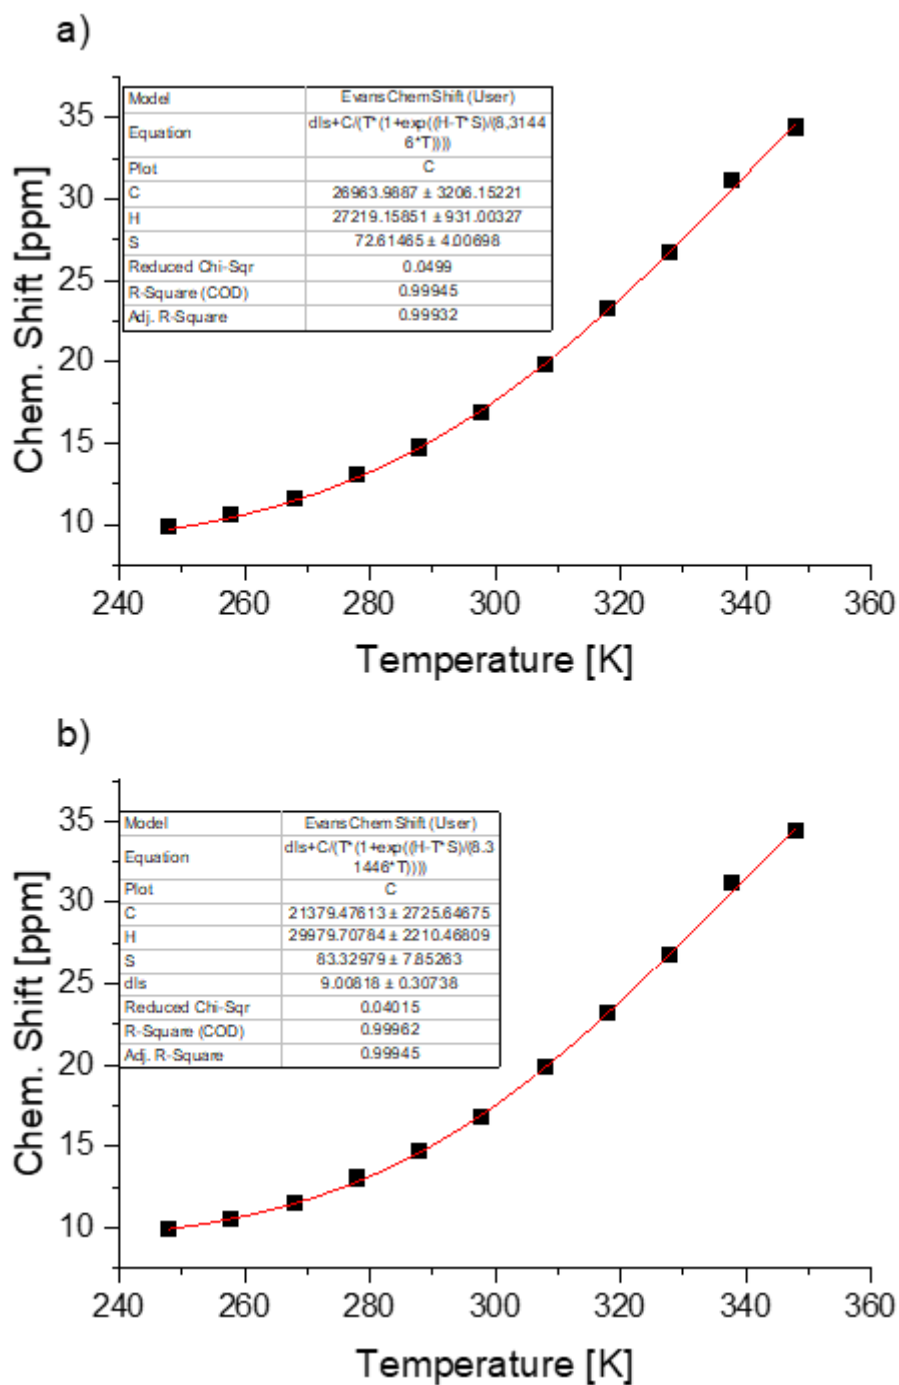 a)
Chem. Shift [ppm]
35
30
25
20
15
10
Model EvansChemShift (User)
Equation dls+C/(T*(1+exp((H-T*S)/(8,3144
6*T))))
Plot C
C 26963.9887 ± 3206.15221
H 27219.15851 ± 931.00327
S 72.61465 ± 4.00698
Reduced Chi-Sqr 0.0499
R-Square (COD) 0.99945
Adj. R-Square 0.99932
240 260 280 300 320 340 360
Temperature [K]
b)
Chem. Shift [ppm]
35
30
25
20
15
10
Model EvansChemShift (User)
Equation dls+C/(T*(1+exp((H-T*S)/(8.3
1446*T))))
Plot C
C 21379.47613 ± 2725.64675
H 29979.70784 ± 2210.46809
S 83.32979 ± 7.85263
dls 9.00818 ± 0.30738
Reduced Chi-Sqr 0.04015
R-Square (COD) 0.99962
Adj. R-Square 0.99945
240 260 280 300 320 340 360
Temperature [K]